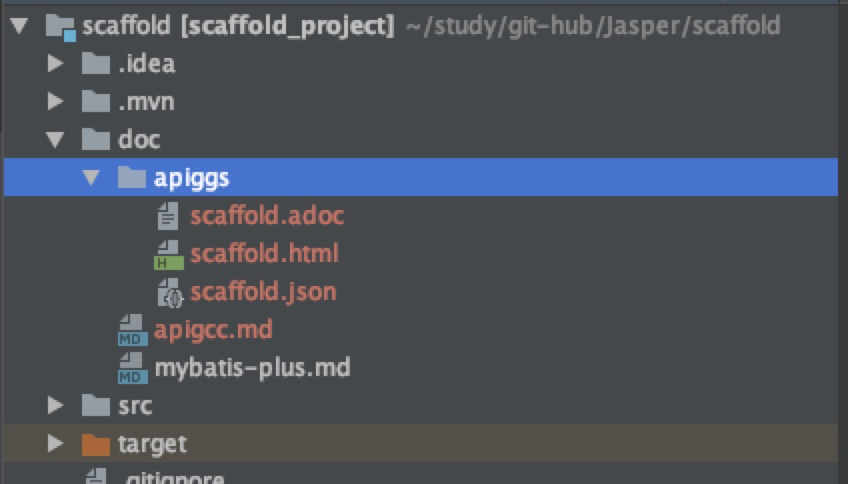 scaffold [scaffold_project] ~/study/git-hub/Jasper/scaffold
.idea
.mvn
doc
apiggs
scaffold.adoc
H scaffold.html
scaffold.json
MD apigcc.md
MD mybatis-plus.md
src
target
.gitignore